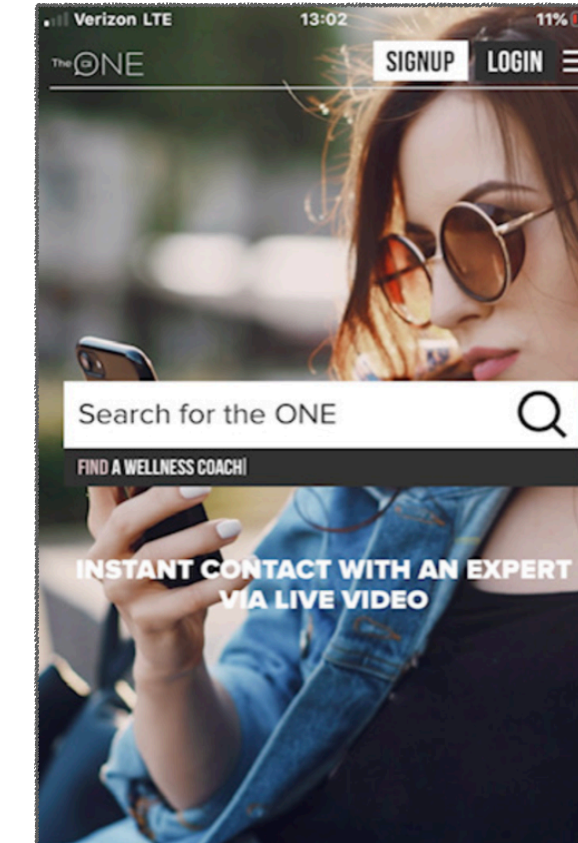 Verizon LTE 13:02 11%
The ONE SIGNUP LOGIN
Search for the ONE
FIND A WELLNESS COACH
INSTANT CONTACT WITH AN EXPERT
VIA LIVE VIDEO